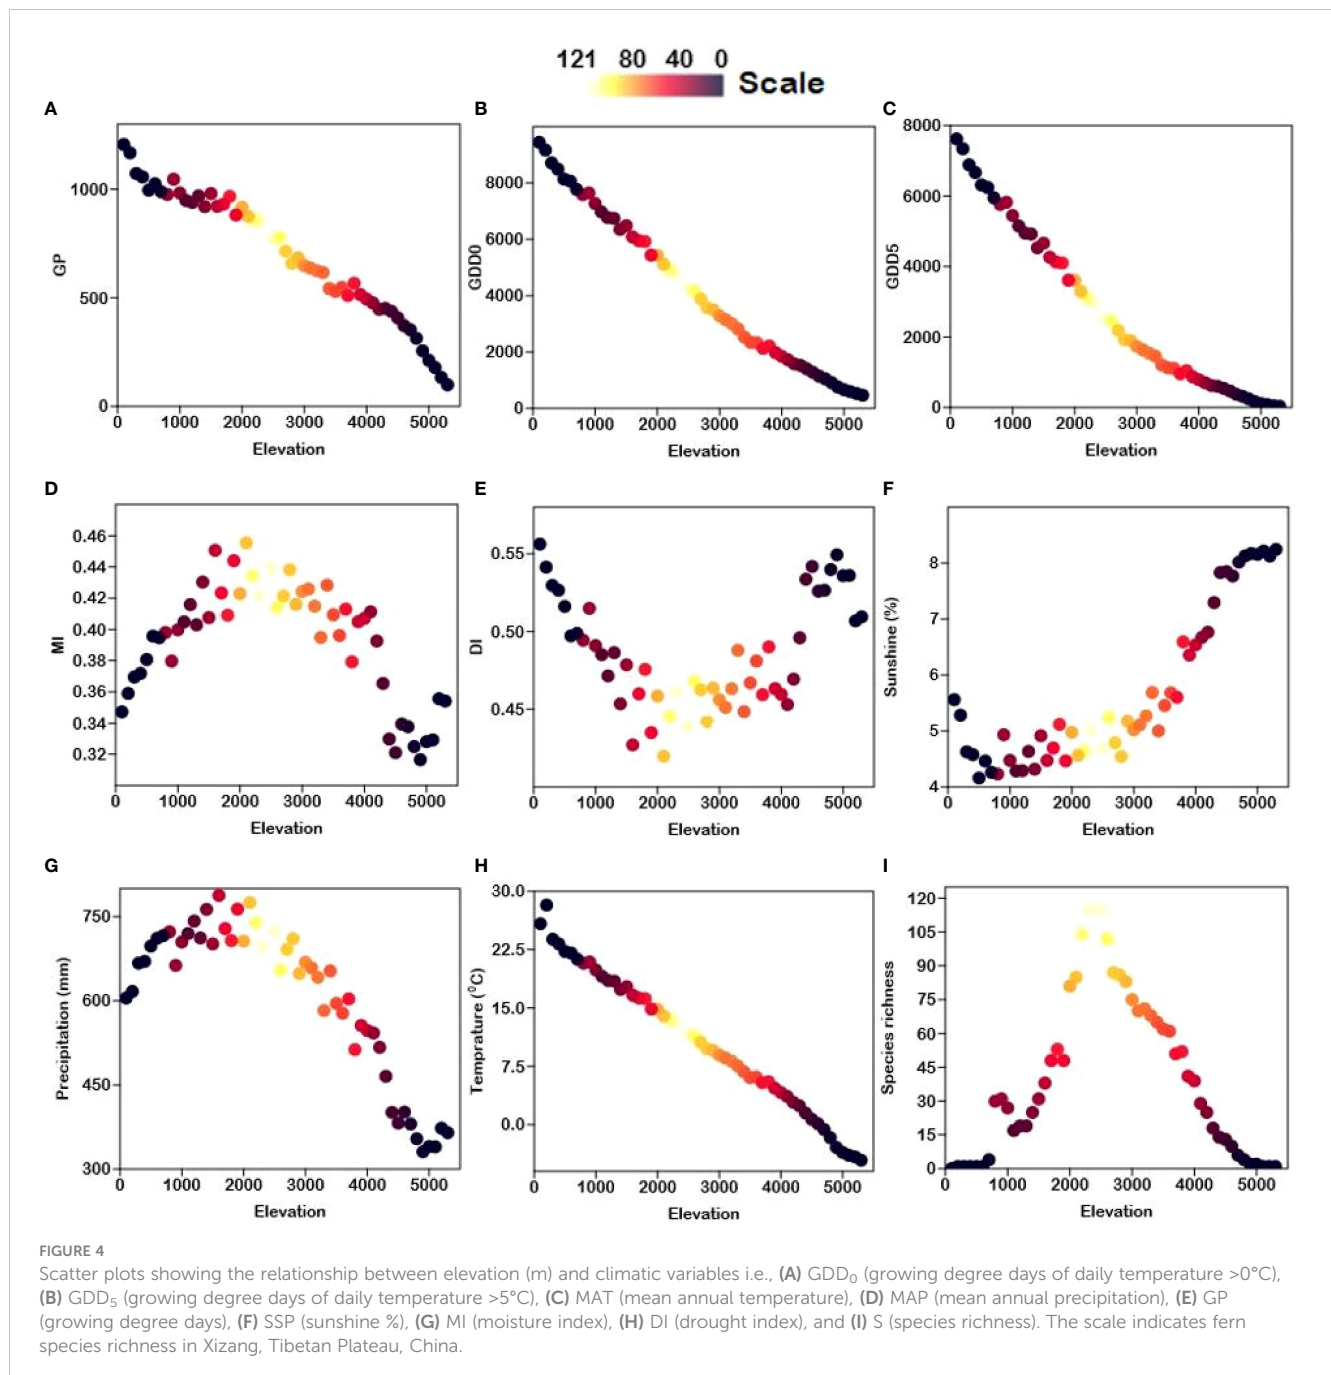 121 80 40 0 Scale
A
1000
500
0
GP
0 1000 2000 3000 4000 5000
Elevation
B
8000
6000
4000
2000
0
GDD0
0 1000 2000 3000 4000 5000
Elevation
C
8000
6000
4000
2000
0
GDD5
0 1000 2000 3000 4000 5000
Elevation
D
0.46
0.44
0.42
0.40
0.38
0.36
0.34
0.32
MI
0 1000 2000 3000 4000 5000
Elevation
E
0.55
0.50
0.45
DI
0 1000 2000 3000 4000 5000
Elevation
F
8
7
6
5
4
Sunshine (%)
0 1000 2000 3000 4000 5000
Elevation
G
750
600
450
300
Precipitation (mm)
0 1000 2000 3000 4000 5000
Elevation
H
30.0
22.5
15.0
7.5
0.0
Temprature (⁰C)
0 1000 2000 3000 4000 5000
Elevation
I
120
105
90
75
60
45
30
15
0
Species richness
0 1000 2000 3000 4000 5000
Elevation
FIGURE 4
Scatter plots showing the relationship between elevation (m) and climatic variables i.e., (A) GDD₀ (growing degree days of daily temperature >0°C),
(B) GDD₅ (growing degree days of daily temperature >5°C), (C) MAT (mean annual temperature), (D) MAP (mean annual precipitation), (E) GP
(growing degree days), (F) SSP (sunshine %), (G) MI (moisture index), (H) DI (drought index), and (I) S (species richness). The scale indicates fern
species richness in Xizang, Tibetan Plateau, China.